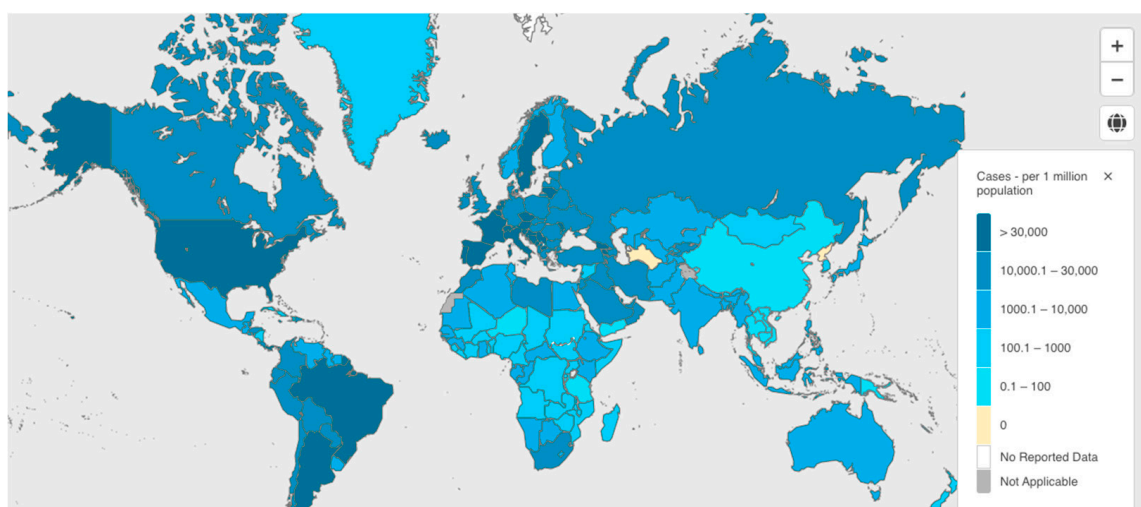 +
−
Cases - per 1 million ×
population
> 30,000
10,000.1 – 30,000
1000.1 – 10,000
100.1 – 1000
0.1 – 100
0
No Reported Data
Not Applicable